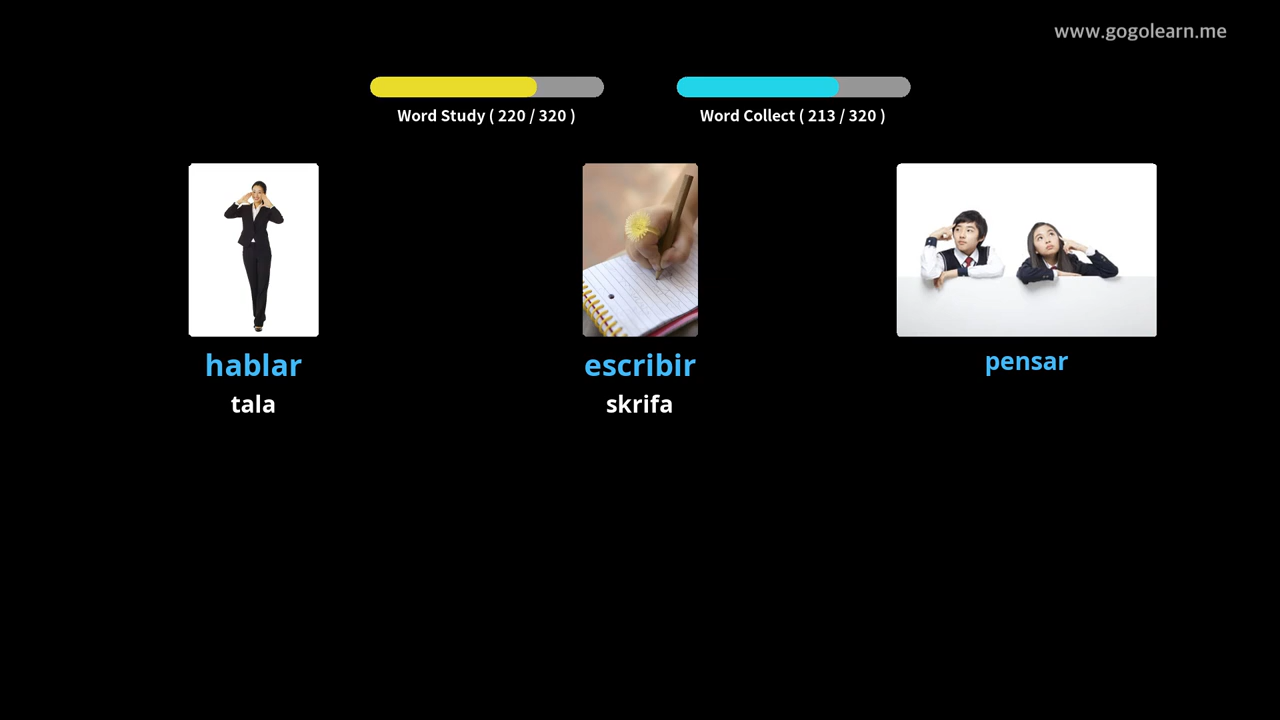 www.gogolearn.me
Word Study ( 220 / 320 )
Word Collect ( 213 / 320 )
hablar
escribir
pensar
tala
skrifa